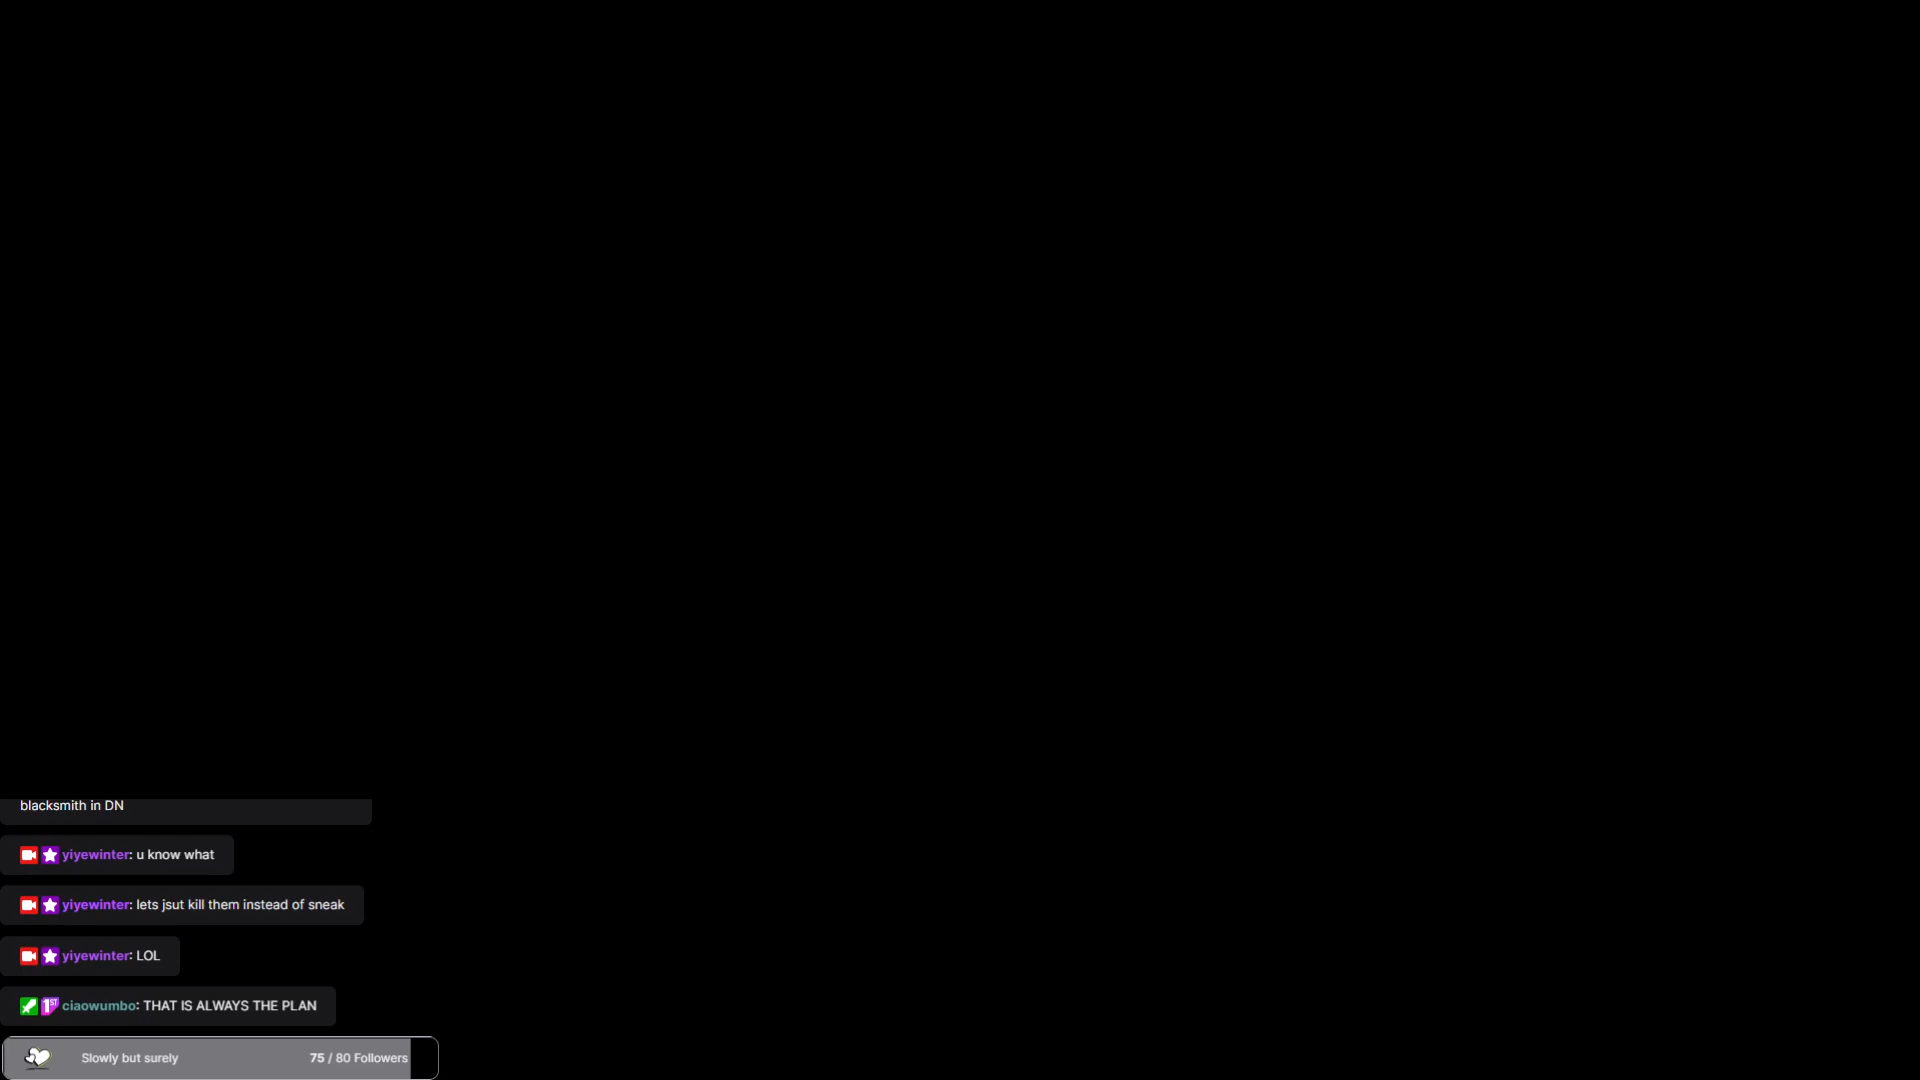 blacksmith in DN
yiyewinter: u know what
yiyewinter: lets jsut kill them instead of sneak
yiyewinter: LOL
1ST ciaowumbo: THAT IS ALWAYS THE PLAN
Slowly but surely 75 / 80 Followers